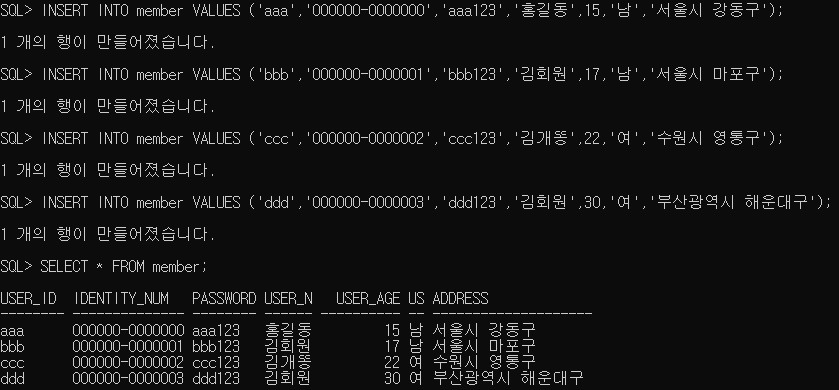 SQL> INSERT INTO member VALUES ('aaa','000000-0000000','aaa123','홍길동',15,'남','서울시 강동구');
1 개의 행이 만들어졌습니다.
SQL> INSERT INTO member VALUES ('bbb','000000-0000001','bbb123','김회원',17,'남','서울시 마포구');
1 개의 행이 만들어졌습니다.
SQL> INSERT INTO member VALUES ('ccc','000000-0000002','ccc123','김개똥',22,'여','수원시 영통구');
1 개의 행이 만들어졌습니다.
SQL> INSERT INTO member VALUES ('ddd','000000-0000003','ddd123','김회원',30,'여','부산광역시 해운대구');
1 개의 행이 만들어졌습니다.
SQL> SELECT * FROM member;
USER_ID IDENTITY_NUM PASSWORD USER_N USER_AGE US ADDRESS
-------- -------------- -------- ------ ---------- -- --------------------
aaa 000000-0000000 aaa123 홍길동 15 남 서울시 강동구
bbb 000000-0000001 bbb123 김회원 17 남 서울시 마포구
ccc 000000-0000002 ccc123 김개똥 22 여 수원시 영통구
ddd 000000-0000003 ddd123 김회원 30 여 부산광역시 해운대구